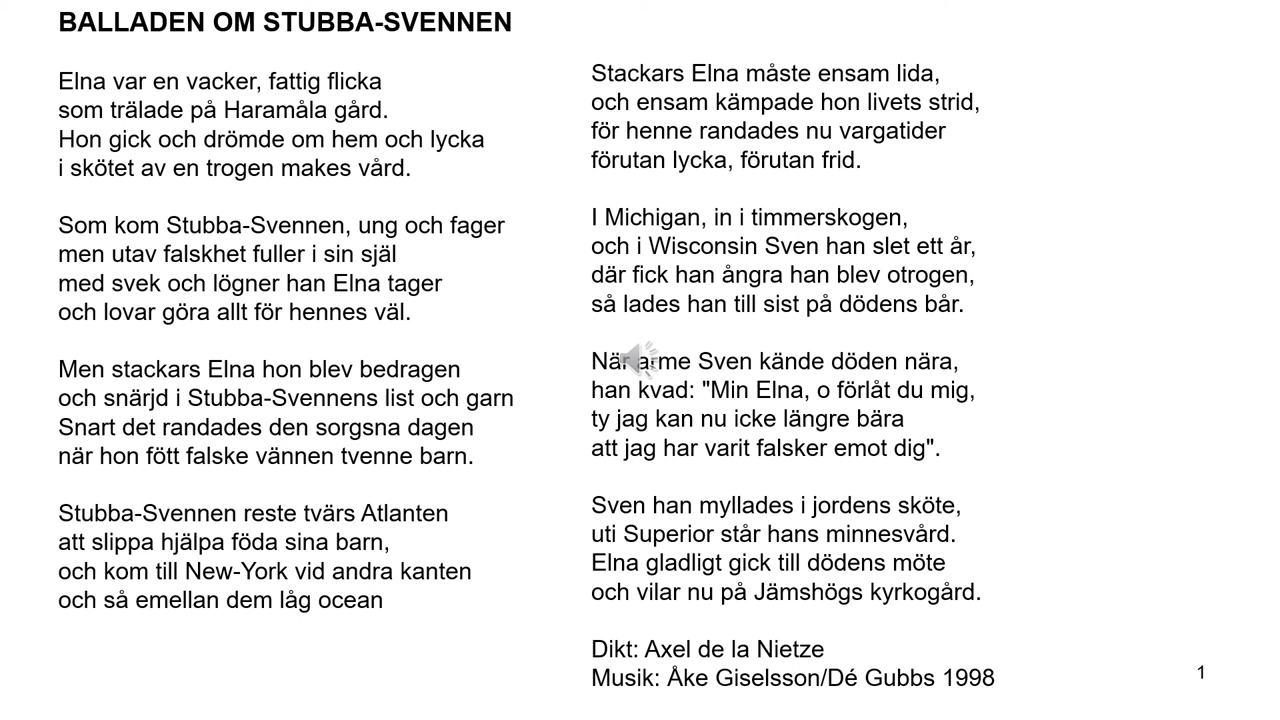 BALLADEN OM STUBBA-SVENNEN
Elna var en vacker, fattig flicka
som trälade på Haramåla gård.
Hon gick och drömde om hem och lycka
i skötet av en trogen makes vård.
Som kom Stubba-Svennen, ung och fager
men utav falskhet fuller i sin själ
med svek och lögner han Elna tager
och lovar göra allt för hennes väl.
Men stackars Elna hon blev bedragen
och snärjd i Stubba-Svennens list och garn
Snart det randades den sorgsna dagen
när hon fött falske vännen tvenne barn.
Stubba-Svennen reste tvärs Atlanten
att slippa hjälpa föda sina barn,
och kom till New-York vid andra kanten
och så emellan dem låg ocean
Stackars Elna måste ensam lida,
och ensam kämpade hon livets strid,
för henne randades nu vargatider
förutan lycka, förutan frid.
I Michigan, in i timmerskogen,
och i Wisconsin Sven han slet ett år,
där fick han ångra han blev otrogen,
så lades han till sist på dödens bår.
När arme Sven kände döden nära,
han kvad: "Min Elna, o förlåt du mig,
ty jag kan nu icke längre bära
att jag har varit falsker emot dig".
Sven han myllades i jordens sköte,
uti Superior står hans minnesvård.
Elna gladligt gick till dödens möte
och vilar nu på Jämshögs kyrkogård.
Dikt: Axel de la Nietze
Musik: Åke Giselsson/Dé Gubbs 1998
1